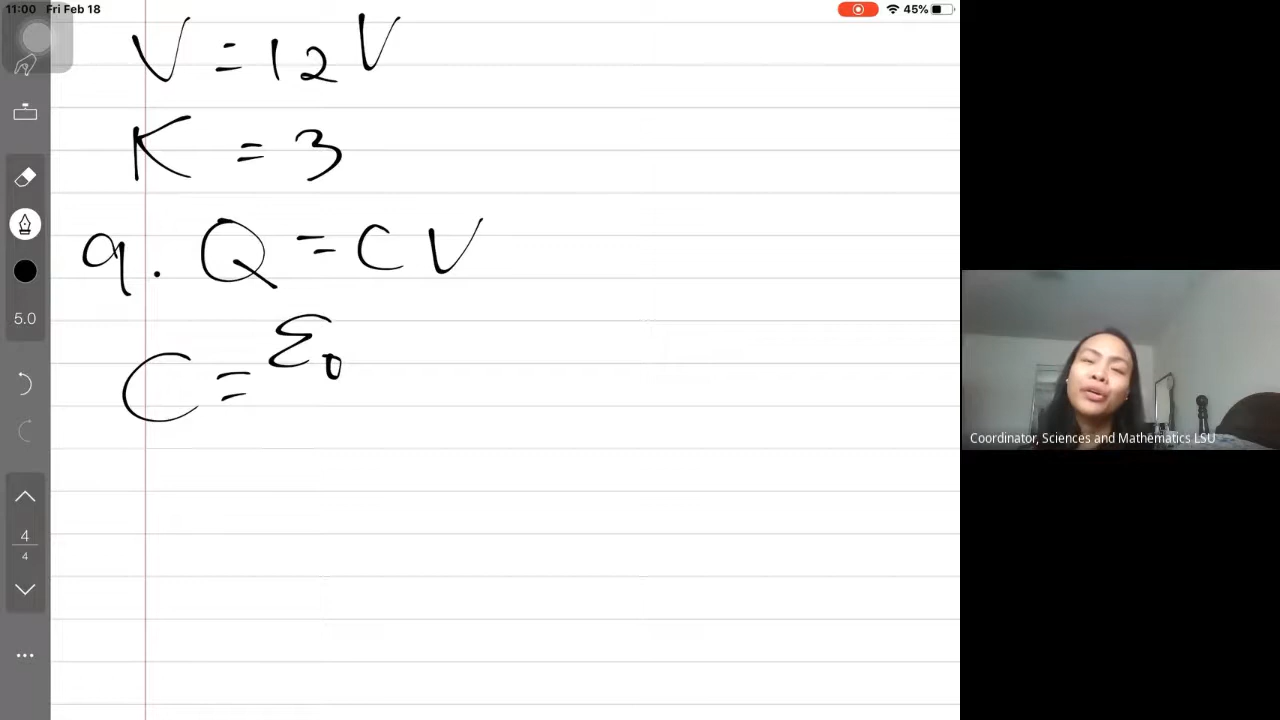 11:00 Fri Feb 18
45%
V = 12 V
K = 3
a. Q = CV
C = ε0
5.0
4
4
Coordinator, Sciences and Mathematics LSU